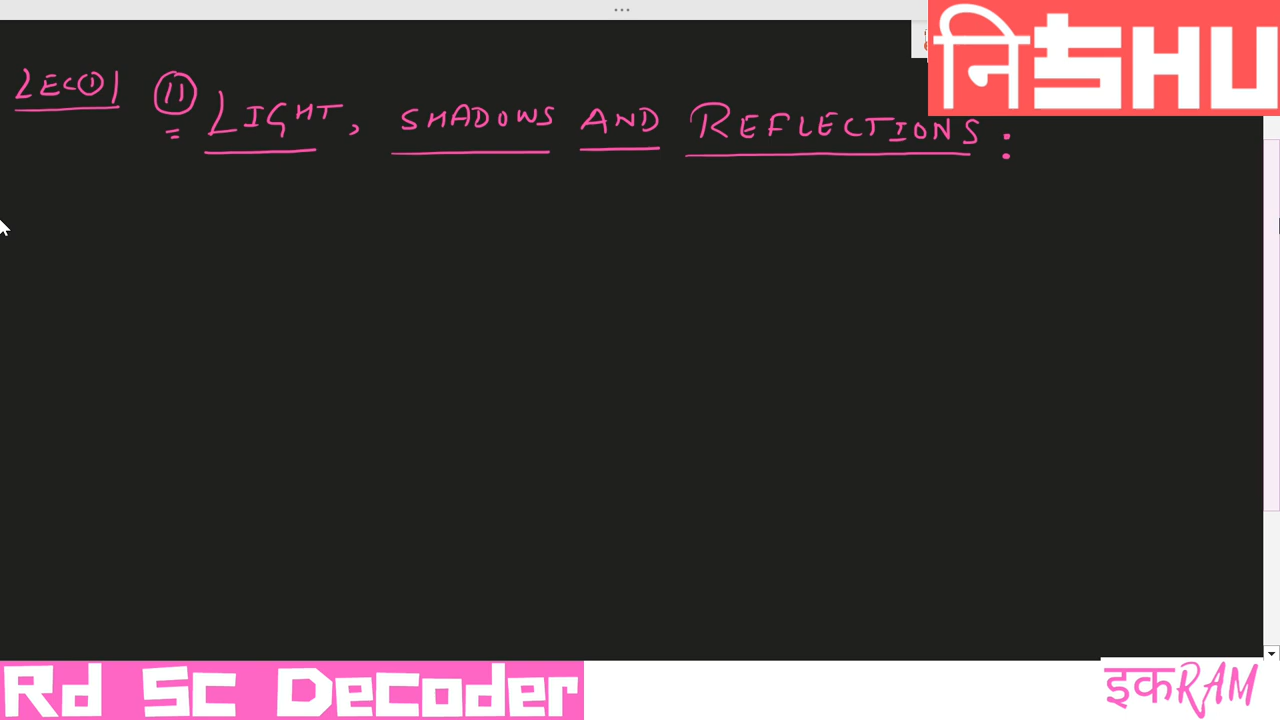 निSHU
LEC01 11 LIGHT, SHADOWS AND REFLECTIONS:
Rd SC DeCoder
इकRAM